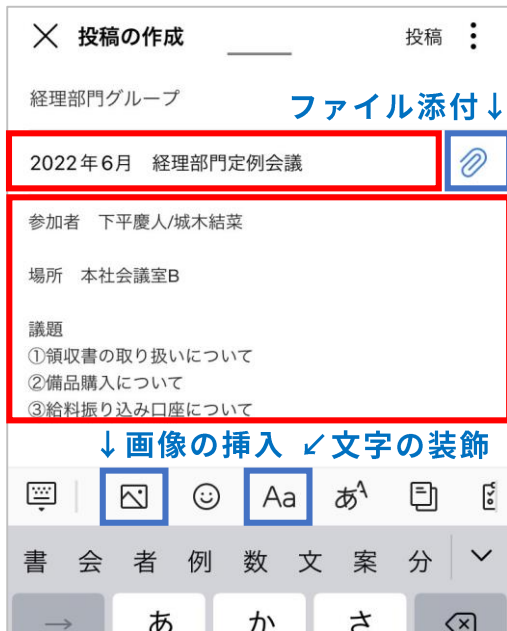 投稿の作成 投稿
経理部門グループ
ファイル添付↓
2022年6月 経理部門定例会議
参加者 下平慶人/城木結菜
場所 本社会議室B
議題
①領収書の取り扱いについて
②備品購入について
③給料振り込み口座について
↓画像の挿入 ↙文字の装飾
Aa あA
書 会 者 例 数 文 案 分
→ あ か さ